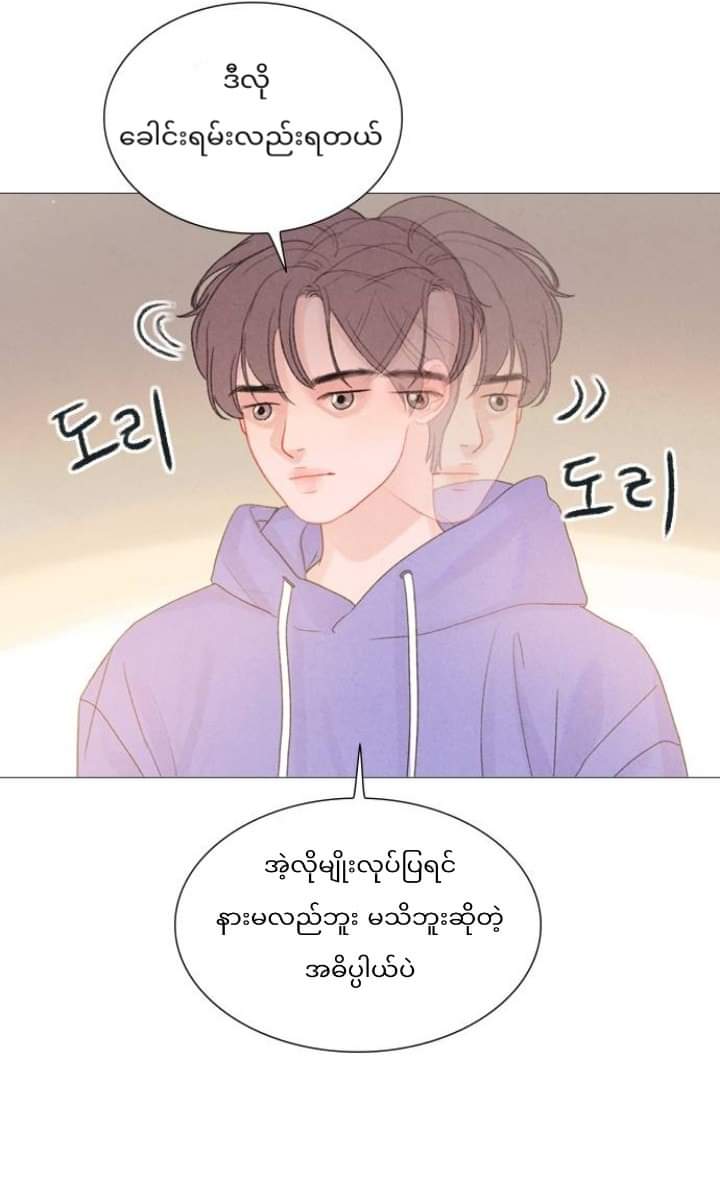 ဒီလို
ခေါင်းရမ်းလည်းရတယ်
도리
도리
အဲ့လိုမျိုးလုပ်ပြရင်
နားမလည်ဘူး မသိဘူးဆိုတဲ့
အဓိပ္ပါယ်ပဲ